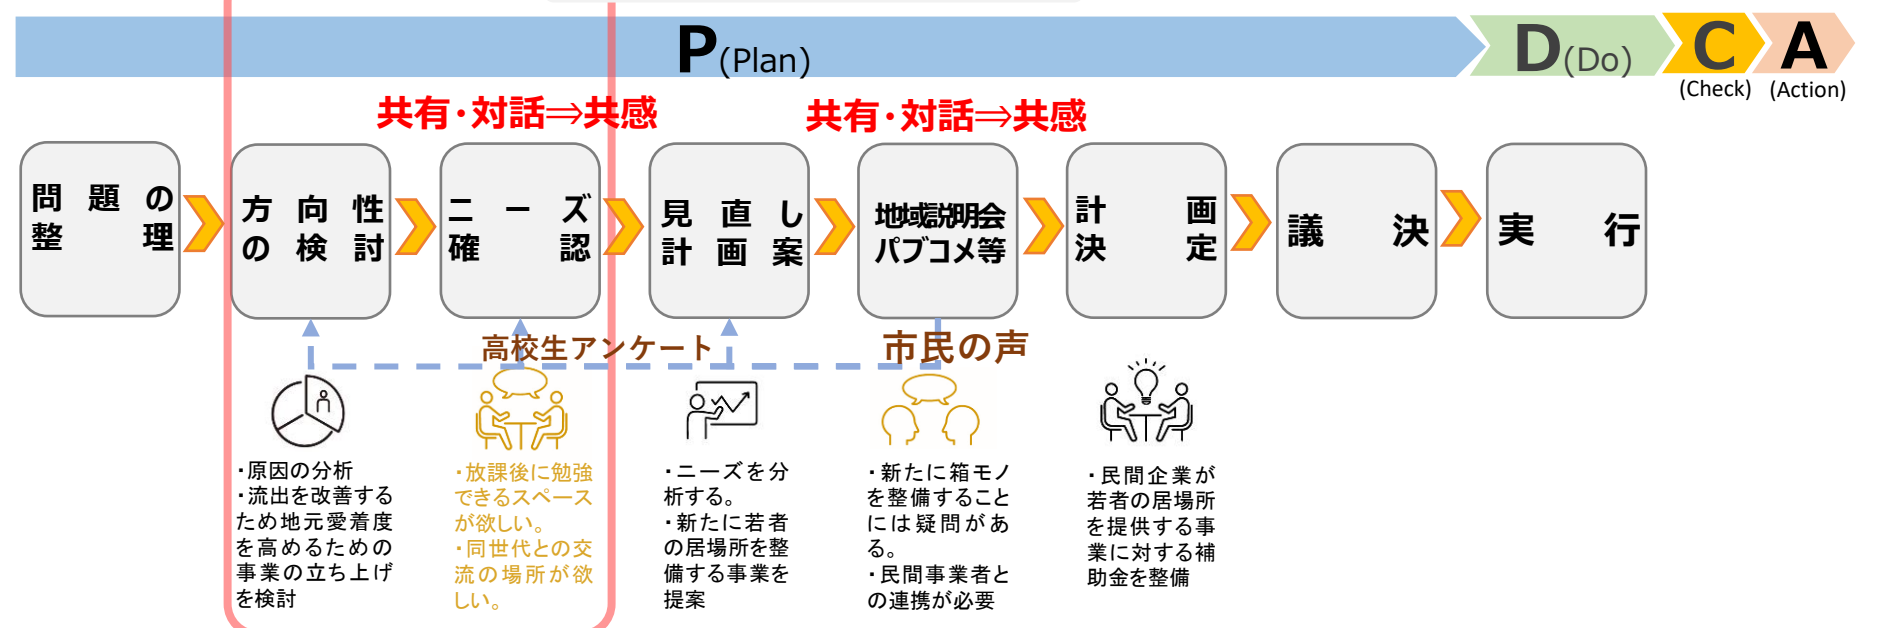 P(Plan)
D(Do)
C
(Check)
A
(Action)
共有・対話⇒共感
共有・対話⇒共感
問題の
整理
方向性
の検討
ニーズ
確認
見直し
計画案
地域説明会
パブコメ等
計画
決定
議決
実行
高校生アンケート
市民の声
・原因の分析
・流出を改善する
ため地元愛着度
を高めるための
事業の立ち上げ
を検討
・放課後に勉強
できるスペース
が欲しい。
・同世代との交
流の場所が欲
しい。
・ニーズを分
析する。
・新たに若者
の居場所を整
備する事業を
提案
・新たに箱モノ
を整備すること
には疑問があ
る。
・民間事業者と
の連携が必要
・民間企業が
若者の居場所
を提供する事
業に対する補
助金を整備